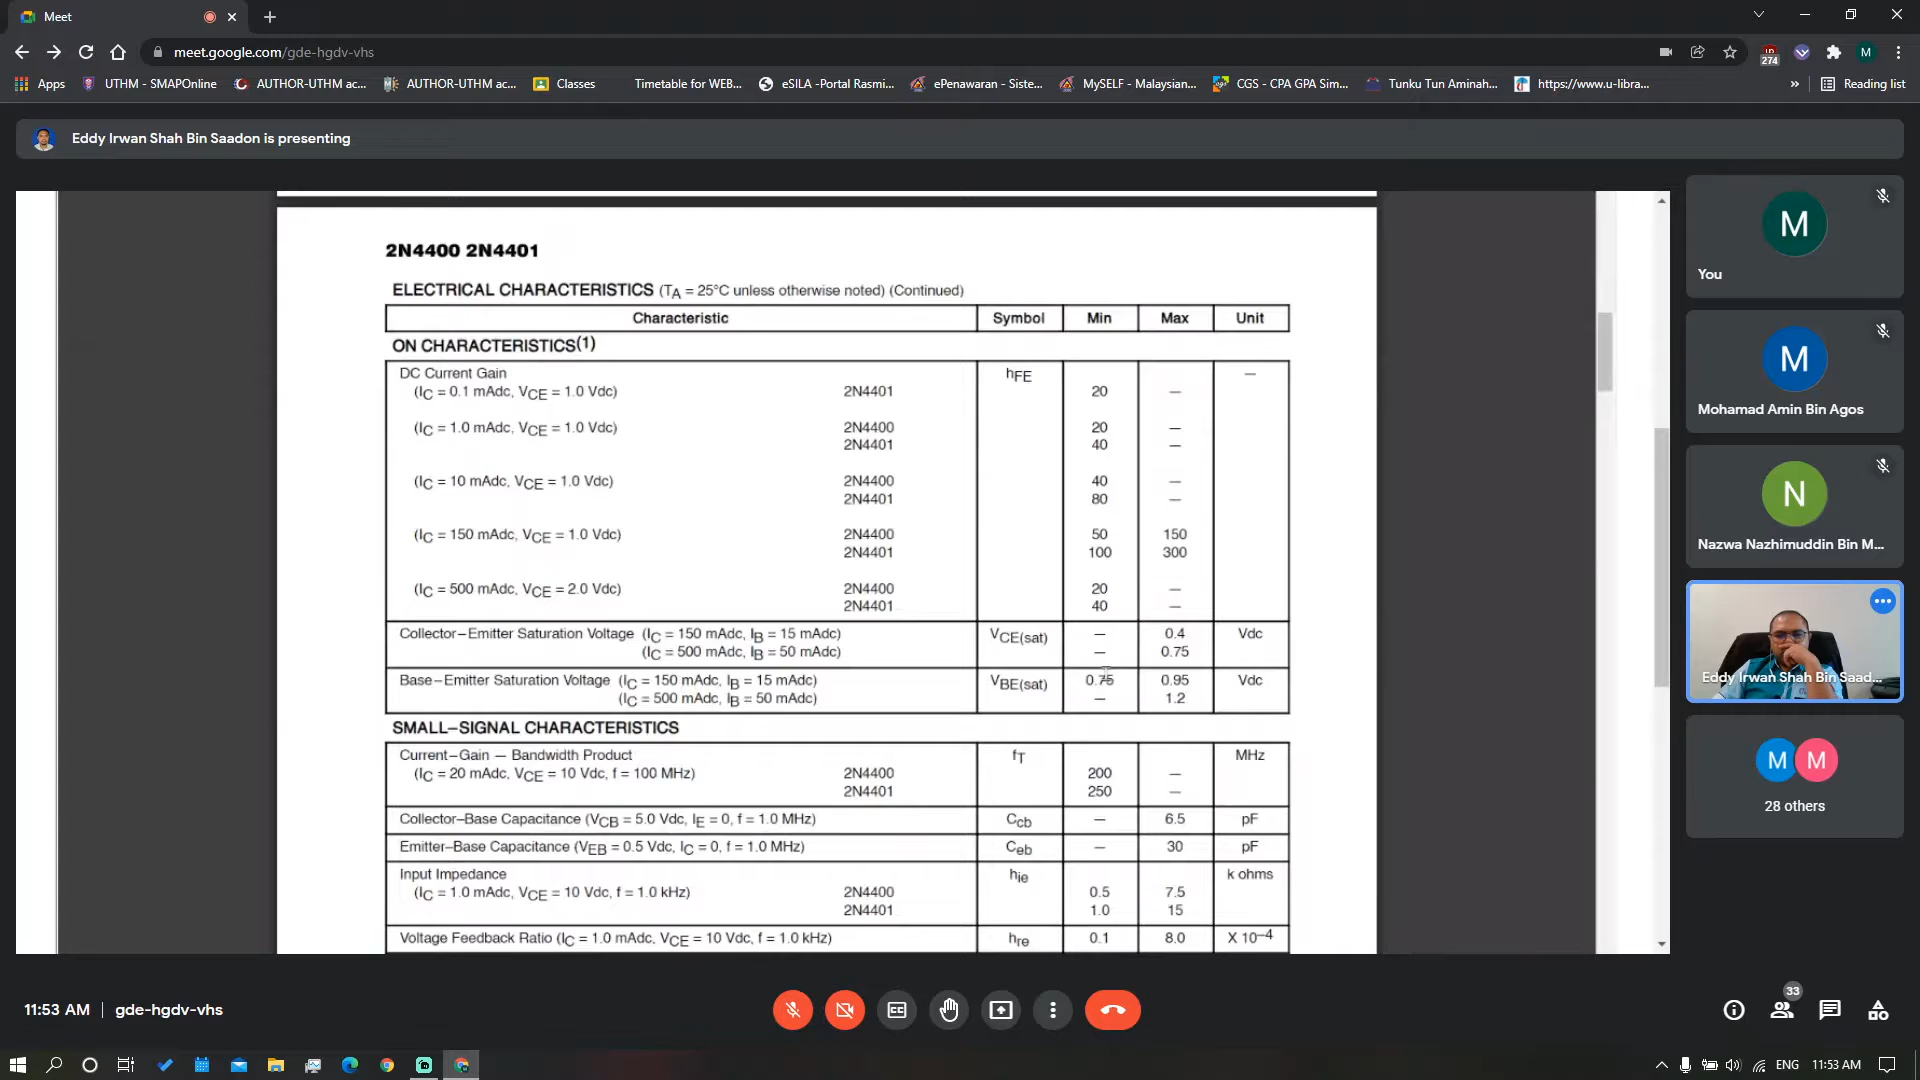 Meet
meet.google.com/gde-hgdv-vhs
274
M
Apps
UTHM - SMAPOnline
AUTHOR-UTHM ac...
AUTHOR-UTHM ac...
Classes
Timetable for WEB...
eSILA -Portal Rasmi...
ePenawaran - Siste...
MySELF - Malaysian...
CGS - CPA GPA Sim...
Tunku Tun Aminah...
https://www.u-libra...
»
Reading list
Eddy Irwan Shah Bin Saadon is presenting
2N4400 2N4401
ELECTRICAL CHARACTERISTICS (TA = 25°C unless otherwise noted) (Continued)
Characteristic Symbol Min Max Unit
ON CHARACTERISTICS(1)
DC Current Gain hFE —
(IC = 0.1 mAdc, VCE = 1.0 Vdc) 2N4401 20 —
(IC = 1.0 mAdc, VCE = 1.0 Vdc) 2N4400 20 —
2N4401 40 —
(IC = 10 mAdc, VCE = 1.0 Vdc) 2N4400 40 —
2N4401 80 —
(IC = 150 mAdc, VCE = 1.0 Vdc) 2N4400 50 150
2N4401 100 300
(IC = 500 mAdc, VCE = 2.0 Vdc) 2N4400 20 —
2N4401 40 —
Collector–Emitter Saturation Voltage (IC = 150 mAdc, IB = 15 mAdc) VCE(sat) — 0.4 Vdc
(IC = 500 mAdc, IB = 50 mAdc) — 0.75
Base–Emitter Saturation Voltage (IC = 150 mAdc, IB = 15 mAdc) VBE(sat) 0.75 0.95 Vdc
(IC = 500 mAdc, IB = 50 mAdc) — 1.2
SMALL–SIGNAL CHARACTERISTICS
Current–Gain — Bandwidth Product fT MHz
(IC = 20 mAdc, VCE = 10 Vdc, f = 100 MHz) 2N4400 200 —
2N4401 250 —
Collector–Base Capacitance (VCB = 5.0 Vdc, IE = 0, f = 1.0 MHz) Ccb — 6.5 pF
Emitter–Base Capacitance (VEB = 0.5 Vdc, IC = 0, f = 1.0 MHz) Ceb — 30 pF
Input Impedance hie k ohms
(IC = 1.0 mAdc, VCE = 10 Vdc, f = 1.0 kHz) 2N4400 0.5 7.5
2N4401 1.0 15
Voltage Feedback Ratio (IC = 1.0 mAdc, VCE = 10 Vdc, f = 1.0 kHz) hre 0.1 8.0 X 10–4
M
You
M
Mohamad Amin Bin Agos
N
Nazwa Nazhimuddin Bin M...
Eddy Irwan Shah Bin Saad...
M M
28 others
11:53 AM | gde-hgdv-vhs
33
ENG 11:53 AM